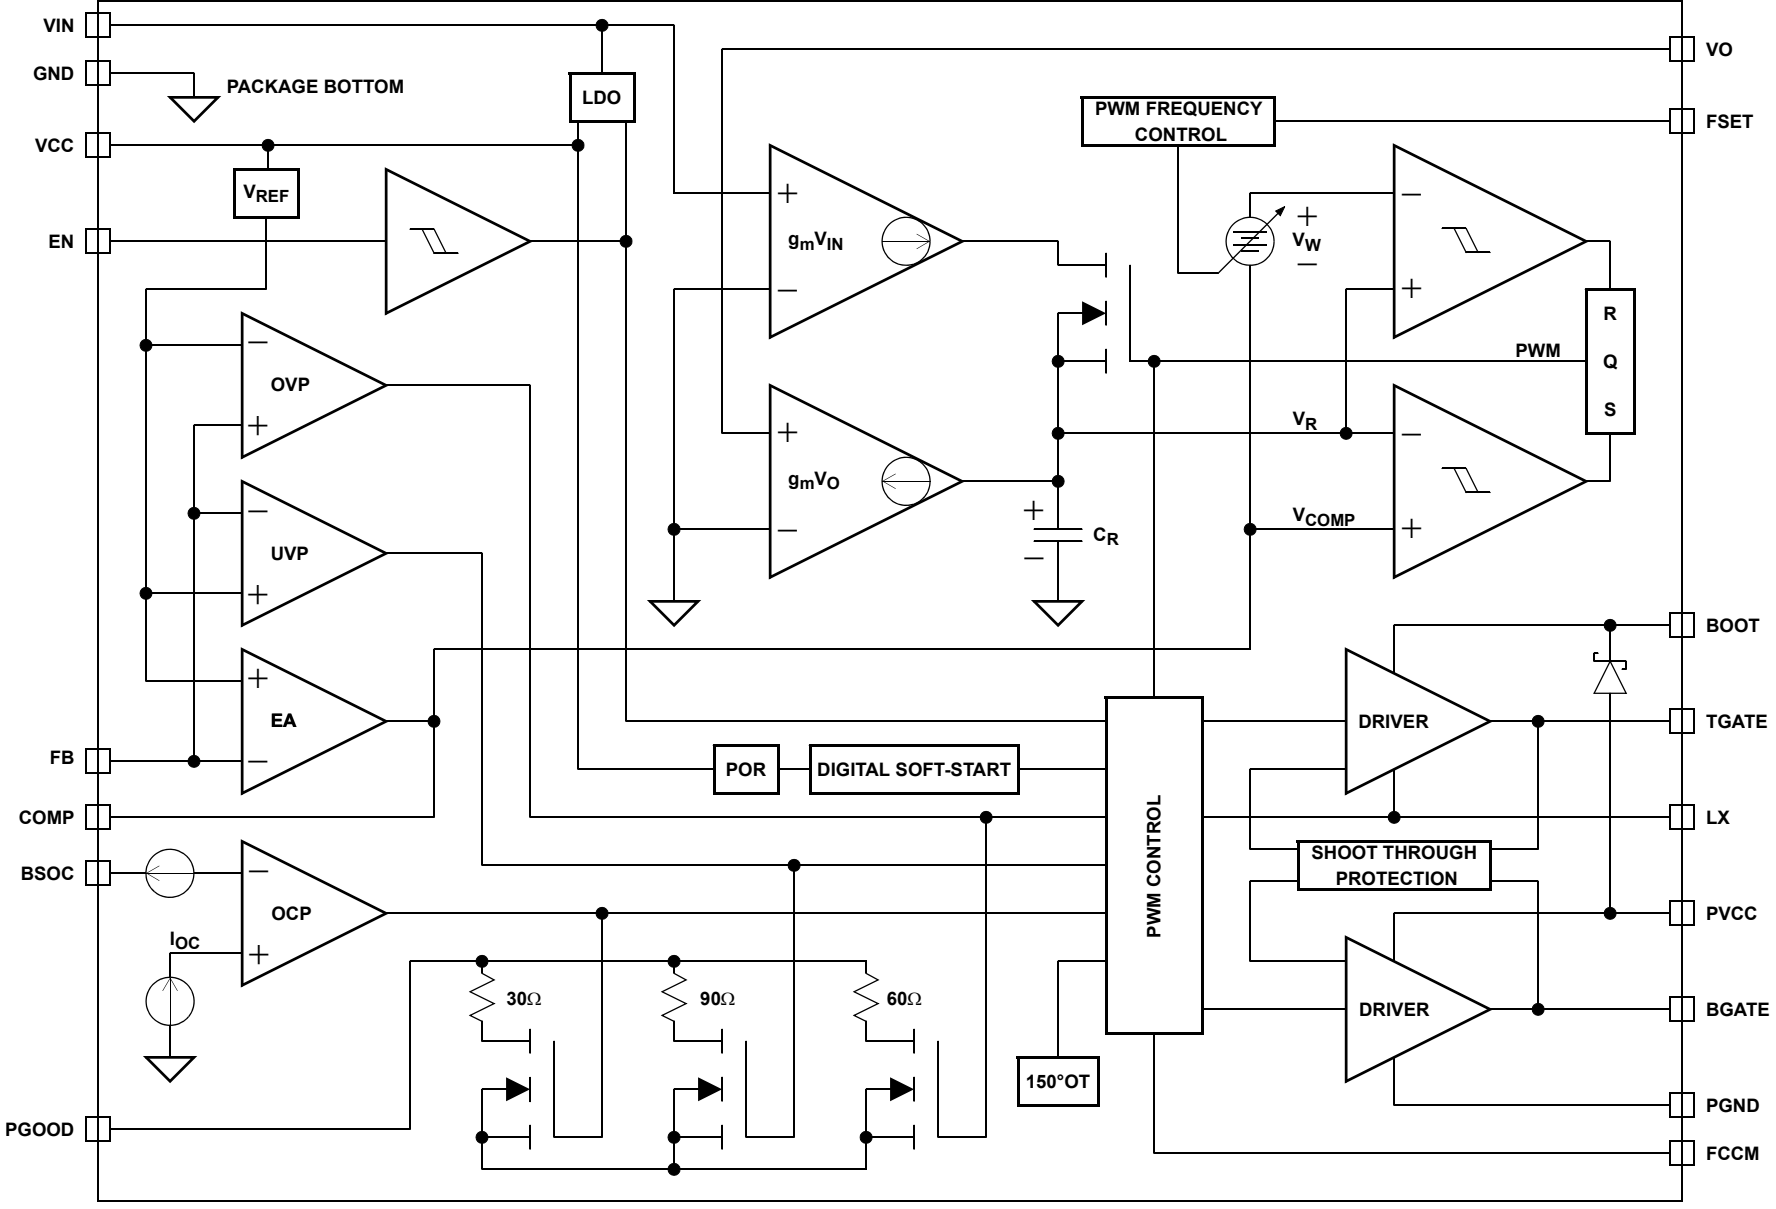 VIN
VO
GND
PACKAGE BOTTOM
LDO
PWM FREQUENCY
CONTROL
FSET
VCC
VREF
+
−
EN
gmVIN
+
VW
−
−
+
R
−
OVP
+
PWM
Q
S
+
gmVO
−
VR
−
−
UVP
+
+
CR
−
VCOMP
+
BOOT
+
EA
−
DRIVER
TGATE
FB
POR
DIGITAL SOFT-START
COMP
LX
PWM CONTROL
SHOOT THROUGH
PROTECTION
BSOC
−
OCP
+
IOC
PVCC
30Ω
90Ω
60Ω
DRIVER
BGATE
150°OT
PGOOD
PGND
FCCM